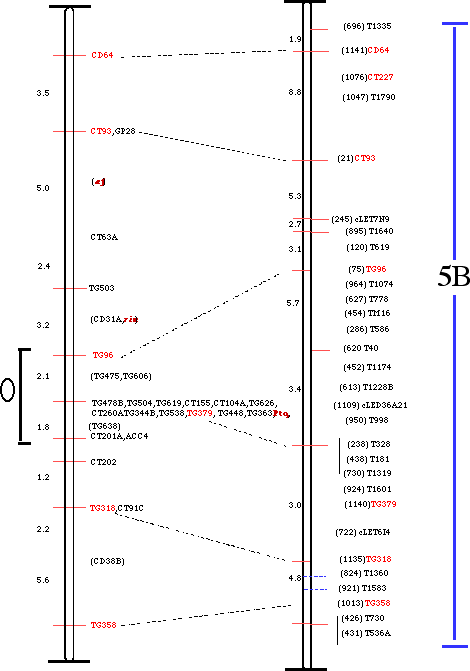 (696) T1335
1.9
CD64
(1141) CD64
(1076) CT227
3.5
8.8
(1047) T1790
CT93,GP28
(21) CT93
5.0
5.3
2.7
(245) cLET7N9
(895) T1640
CT63A
3.1
(120) T619
2.4
(75) TG96
5B
(964) T1074
TG503
5.7
(627) T778
(454) TM16
3.2
(CD31A,
(286) T586
(620 T40
TG96
(452) T1174
2.1
(TG475,TG606)
3.4
(613) T1228B
TG478B,TG504,TG619,CT155,CT104A,TG626,
(1109) cLED36A21
CT260ATG344B,TG538,TG379,TG448,TG363)Pto,
(950) T998
1.8
(TG638)
CT201A,ACC4
(238) T328
(438) T181
CT202
(730) T1319
1.2
(924) T1601
TG318,CT91C
3.0
(1140)TG379
2.2
(722) cLET6I4
(CD38B)
(1135)TG318
5.6
4.8
(824) T1360
(921) T1583
(1013) TG358
TG358
(426) T730
(431) T536A